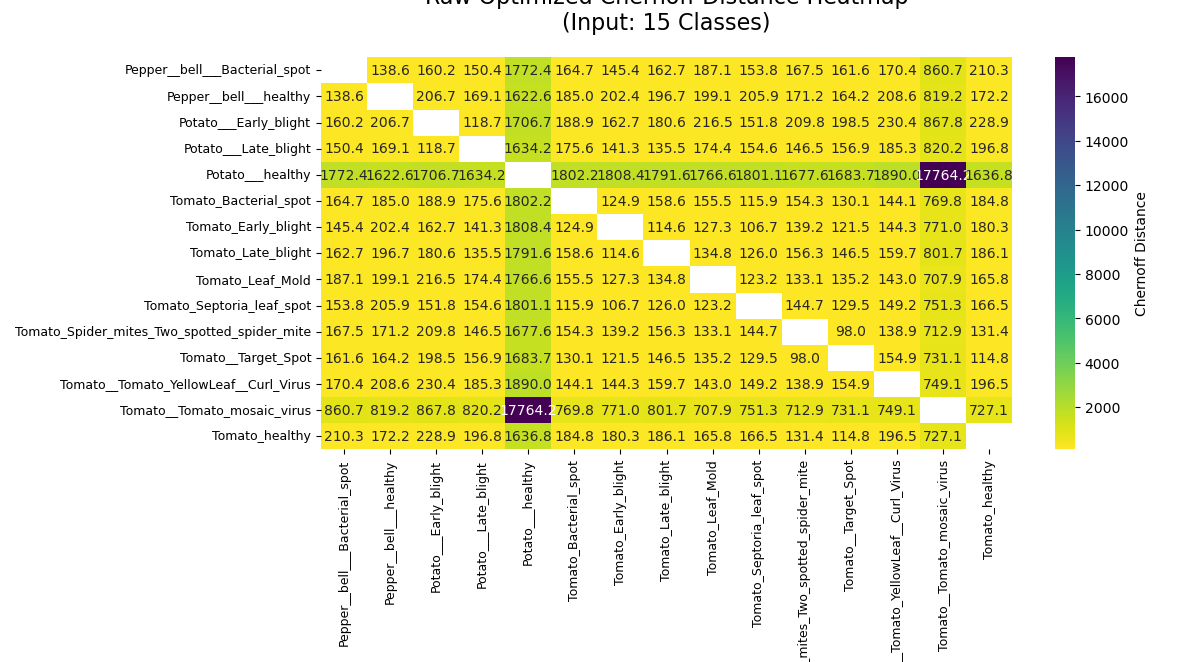 Raw Optimized Chernoff Distance Heatmap
(Input: 15 Classes)
Pepper__bell___Bacterial_spot 138.6 160.2 150.4 1772.4 164.7 145.4 162.7 187.1 153.8 167.5 161.6 170.4 860.7 210.3
Pepper__bell___healthy 138.6 206.7 169.1 1622.6 185.0 202.4 196.7 199.1 205.9 171.2 164.2 208.6 819.2 172.2
Potato___Early_blight 160.2 206.7 118.7 1706.7 188.9 162.7 180.6 216.5 151.8 209.8 198.5 230.4 867.8 228.9
Potato___Late_blight 150.4 169.1 118.7 1634.2 175.6 141.3 135.5 174.4 154.6 146.5 156.9 185.3 820.2 196.8
Potato___healthy 1772.4 1622.6 1706.7 1634.2 1802.2 1808.4 1791.6 1766.6 1801.1 1677.6 1683.7 1890.0 17764.2 1636.8
Tomato_Bacterial_spot 164.7 185.0 188.9 175.6 1802.2 124.9 158.6 155.5 115.9 154.3 130.1 144.1 769.8 184.8
Tomato_Early_blight 145.4 202.4 162.7 141.3 1808.4 124.9 114.6 127.3 106.7 139.2 121.5 144.3 771.0 180.3
Tomato_Late_blight 162.7 196.7 180.6 135.5 1791.6 158.6 114.6 134.8 126.0 156.3 146.5 159.7 801.7 186.1
Tomato_Leaf_Mold 187.1 199.1 216.5 174.4 1766.6 155.5 127.3 134.8 123.2 133.1 135.2 143.0 707.9 165.8
Tomato_Septoria_leaf_spot 153.8 205.9 151.8 154.6 1801.1 115.9 106.7 126.0 123.2 144.7 129.5 149.2 751.3 166.5
Tomato_Spider_mites_Two_spotted_spider_mite 167.5 171.2 209.8 146.5 1677.6 154.3 139.2 156.3 133.1 144.7 98.0 138.9 712.9 131.4
Tomato__Target_Spot 161.6 164.2 198.5 156.9 1683.7 130.1 121.5 146.5 135.2 129.5 98.0 154.9 731.1 114.8
Tomato__Tomato_YellowLeaf__Curl_Virus 170.4 208.6 230.4 185.3 1890.0 144.1 144.3 159.7 143.0 149.2 138.9 154.9 749.1 196.5
Tomato__Tomato_mosaic_virus 860.7 819.2 867.8 820.2 17764.2 769.8 771.0 801.7 707.9 751.3 712.9 731.1 749.1 727.1
Tomato_healthy 210.3 172.2 228.9 196.8 1636.8 184.8 180.3 186.1 165.8 166.5 131.4 114.8 196.5 727.1
Pepper__bell___Bacterial_spot
Pepper__bell___healthy
Potato___Early_blight
Potato___Late_blight
Potato___healthy
Tomato_Bacterial_spot
Tomato_Early_blight
Tomato_Late_blight
Tomato_Leaf_Mold
Tomato_Septoria_leaf_spot
_mites_Two_spotted_spider_mite
Tomato__Target_Spot
__Tomato_YellowLeaf__Curl_Virus
Tomato__Tomato_mosaic_virus
Tomato_healthy
16000
14000
12000
10000
8000
6000
4000
2000
Chernoff Distance